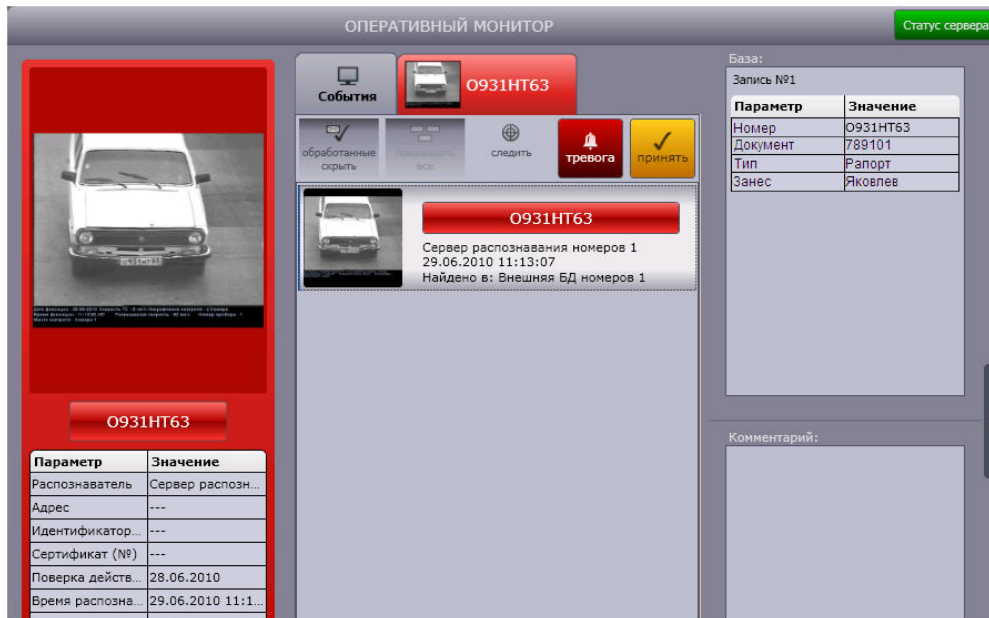 ОПЕРАТИВНЫЙ МОНИТОР
Статус сервера
О931НТ63
Параметр Значение
Распознаватель Сервер распозн...
Адрес ---
Идентификатор... ---
Сертификат (№) ---
Поверка действ... 28.06.2010
Время распозна... 29.06.2010 11:1...
События
О931НТ63
обработанные
скрыть
показывать
все
следить
тревога
принять
О931НТ63
Сервер распознавания номеров 1
29.06.2010 11:13:07
Найдено в: Внешняя БД номеров 1
База:
Запись №1
Параметр Значение
Номер О931НТ63
Документ 789101
Тип Рапорт
Занес Яковлев
Комментарий: